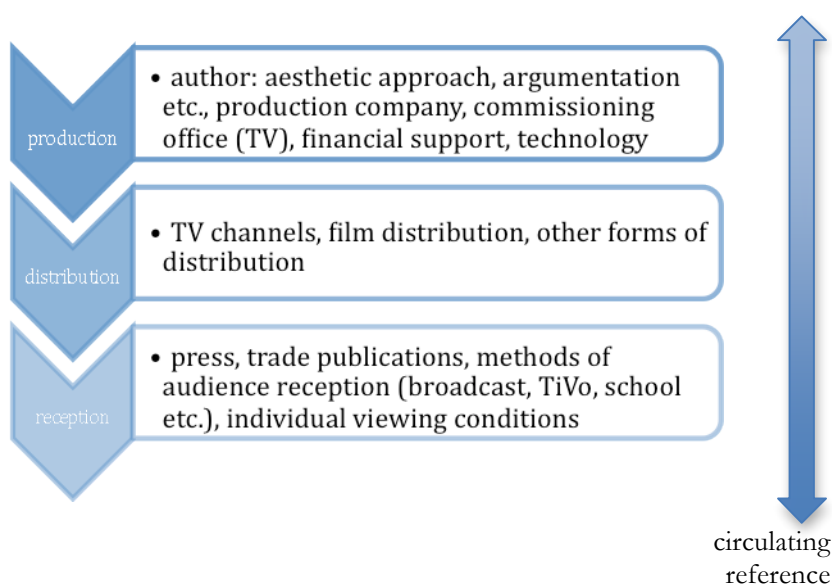 production
• author: aesthetic approach, argumentation
etc., production company, commissioning
office (TV), financial support, technology
distribution
• TV channels, film distribution, other forms of
distribution
reception
• press, trade publications, methods of
audience reception (broadcast, TiVo, school
etc.), individual viewing conditions
circulating
reference